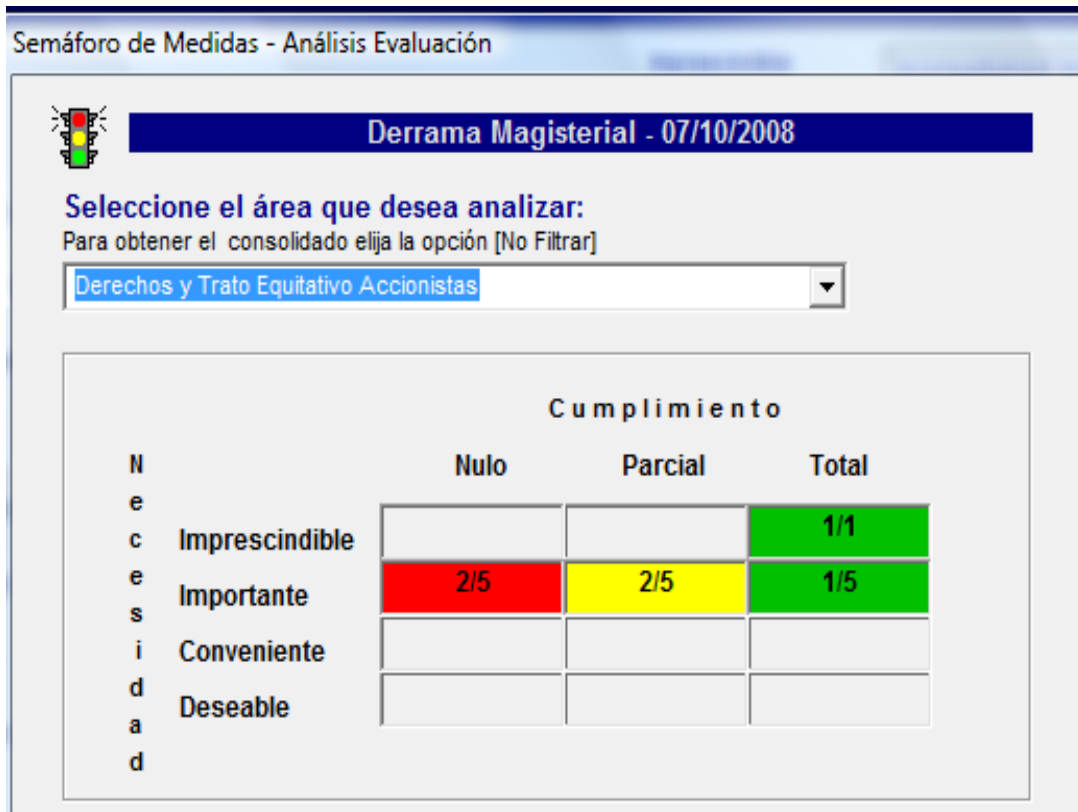 Semáforo de Medidas - Análisis Evaluación
Derrama Magisterial - 07/10/2008
Seleccione el área que desea analizar:
Para obtener el consolidado elija la opción [No Filtrar]
Derechos y Trato Equitativo Accionistas
Cumplimiento
Necesidad
Nulo Parcial Total
Imprescindible 1/1
Importante 2/5 2/5 1/5
Conveniente
Deseable